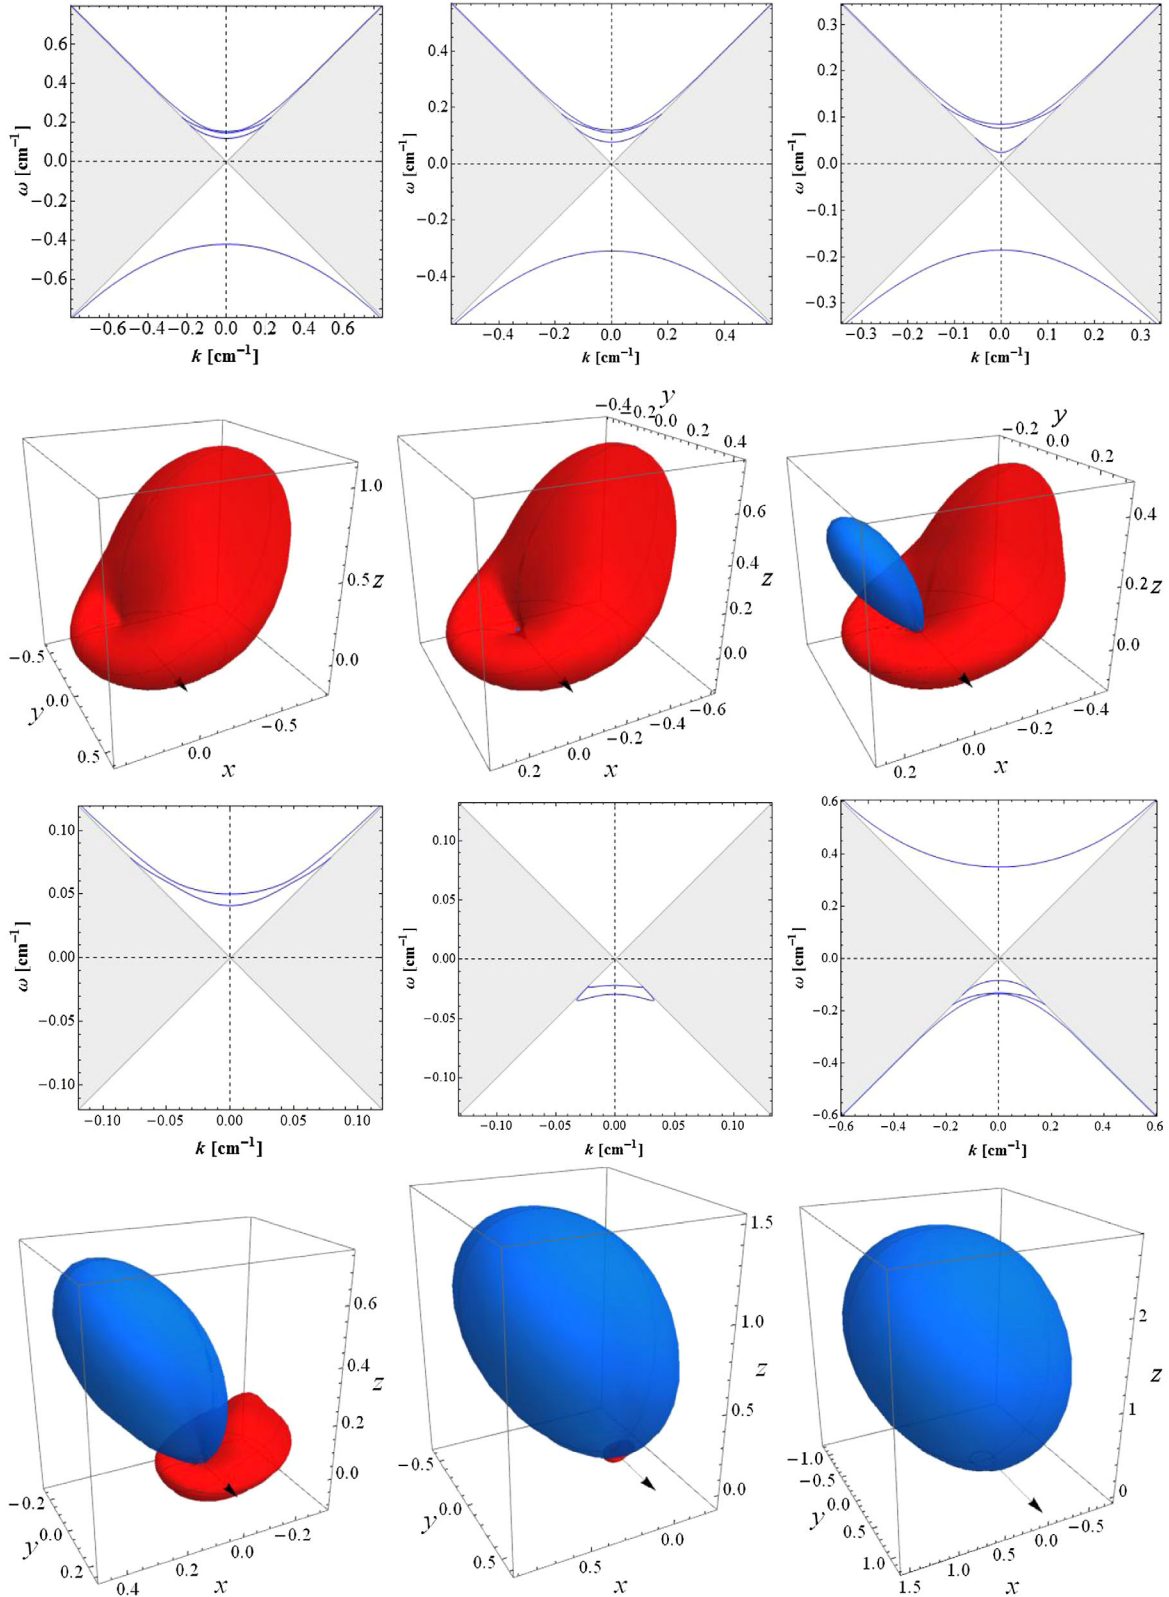 0.6
0.4
0.2
0.0
−0.2
−0.4
−0.6
ω [cm⁻¹]
−0.6 −0.4 −0.2 0.0 0.2 0.4 0.6
k [cm⁻¹]
0.4
0.2
0.0
−0.2
−0.4
ω [cm⁻¹]
−0.4 −0.2 0.0 0.2 0.4
k [cm⁻¹]
0.3
0.2
0.1
0.0
−0.1
−0.2
−0.3
ω [cm⁻¹]
−0.3 −0.2 −0.1 0.0 0.1 0.2 0.3
k [cm⁻¹]
1.0
0.5
0.0
z
−0.5
0.0
0.5
y
0.0 −0.5
x
y
−0.4 −0.2 0.0 0.2 0.4
0.6
0.4
0.2
0.0
z
0.2 0.0 −0.2 −0.4 −0.6
x
y
−0.2 0.0 0.2
0.4
0.2
0.0
z
0.2 0.0 −0.2 −0.4
x
0.10
0.05
0.00
−0.05
−0.10
ω [cm⁻¹]
−0.10 −0.05 0.00 0.05 0.10
k [cm⁻¹]
0.10
0.05
0.00
−0.05
−0.10
ω [cm⁻¹]
−0.10 −0.05 0.00 0.05 0.10
k [cm⁻¹]
0.6
0.4
0.2
0.0
−0.2
−0.4
−0.6
ω [cm⁻¹]
−0.6 −0.4 −0.2 0.0 0.2 0.4 0.6
k [cm⁻¹]
0.6
0.4
0.2
0.0
z
−0.2
0.0
0.2
y
0.4 0.2 0.0 −0.2
x
1.5
1.0
0.5
0.0
z
−0.5
0.0
0.5
y
0.5 0.0
x
2
1
0
z
−1.0
−0.5
0.0
0.5
1.0
y
1.5 1.0 0.5 0.0 −0.5
x